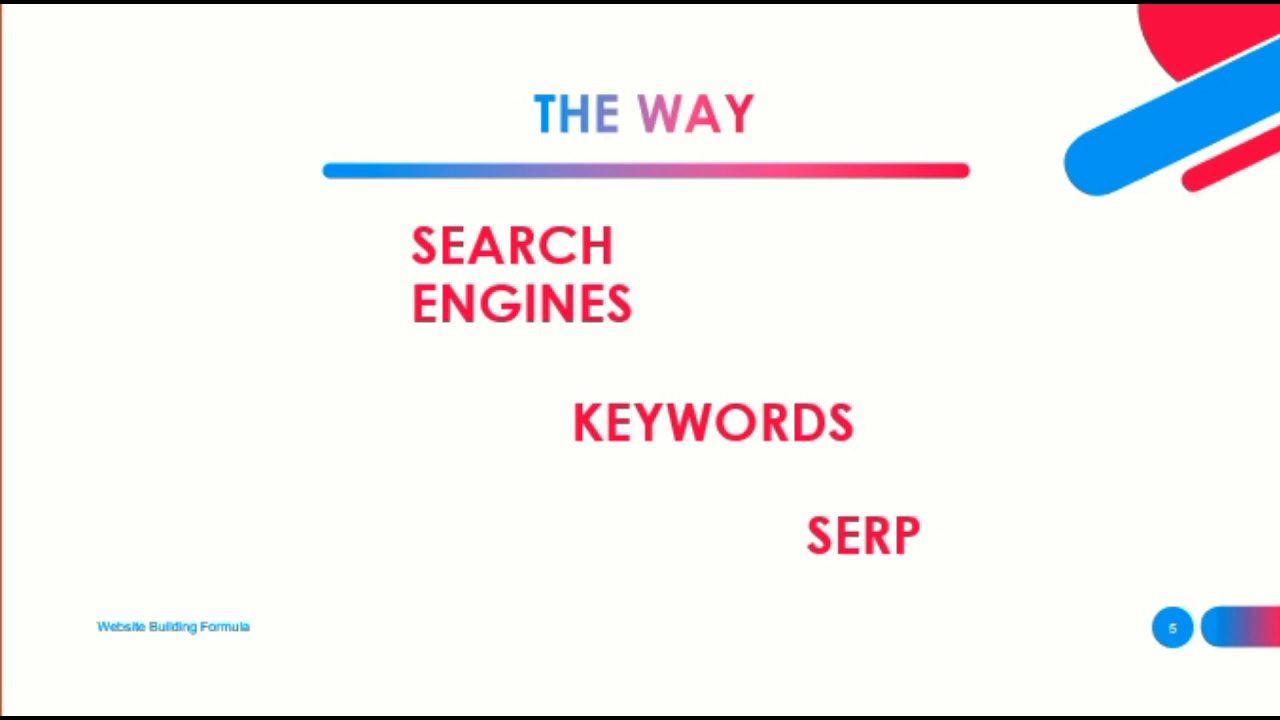 THE WAY
SEARCH
ENGINES
KEYWORDS
SERP
Website Building Formula
5